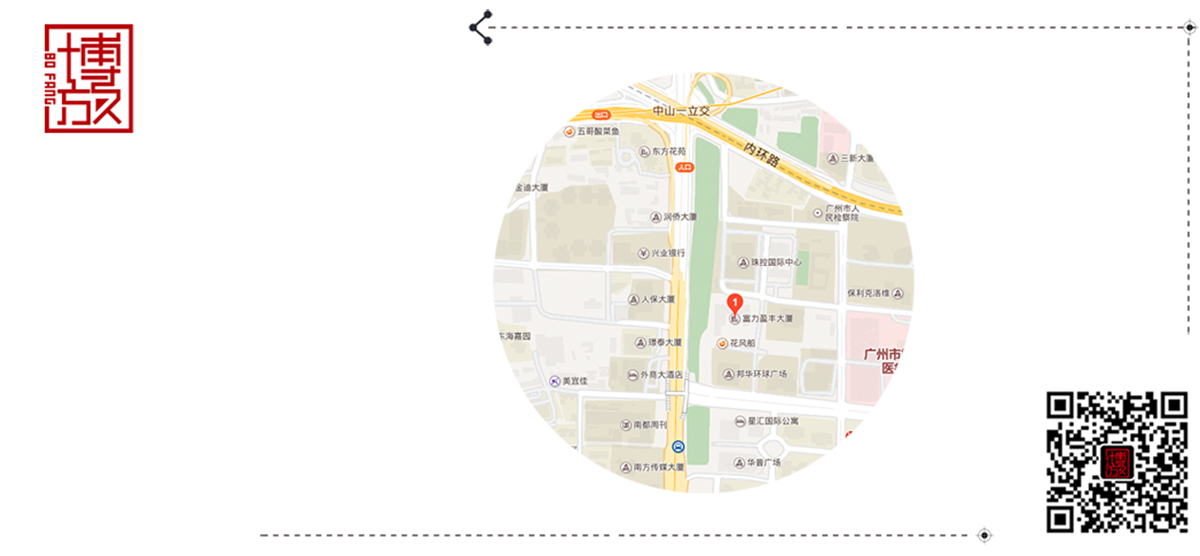 博放
BO FANG
中山一立交
出口
五哥酸菜鱼
内环路
东方花苑
三新大厦
入口
金迪大厦
广州市人
民检察院
润侨大厦
兴业银行
珠控国际中心
保利克洛维
人保大厦
1
富力盈丰大厦
东海嘉园
璟泰大厦
花风船
广州市
医
外商大酒店
邦华环球广场
美宜佳
南都周刊
星汇国际公寓
南方传媒大厦
华普广场